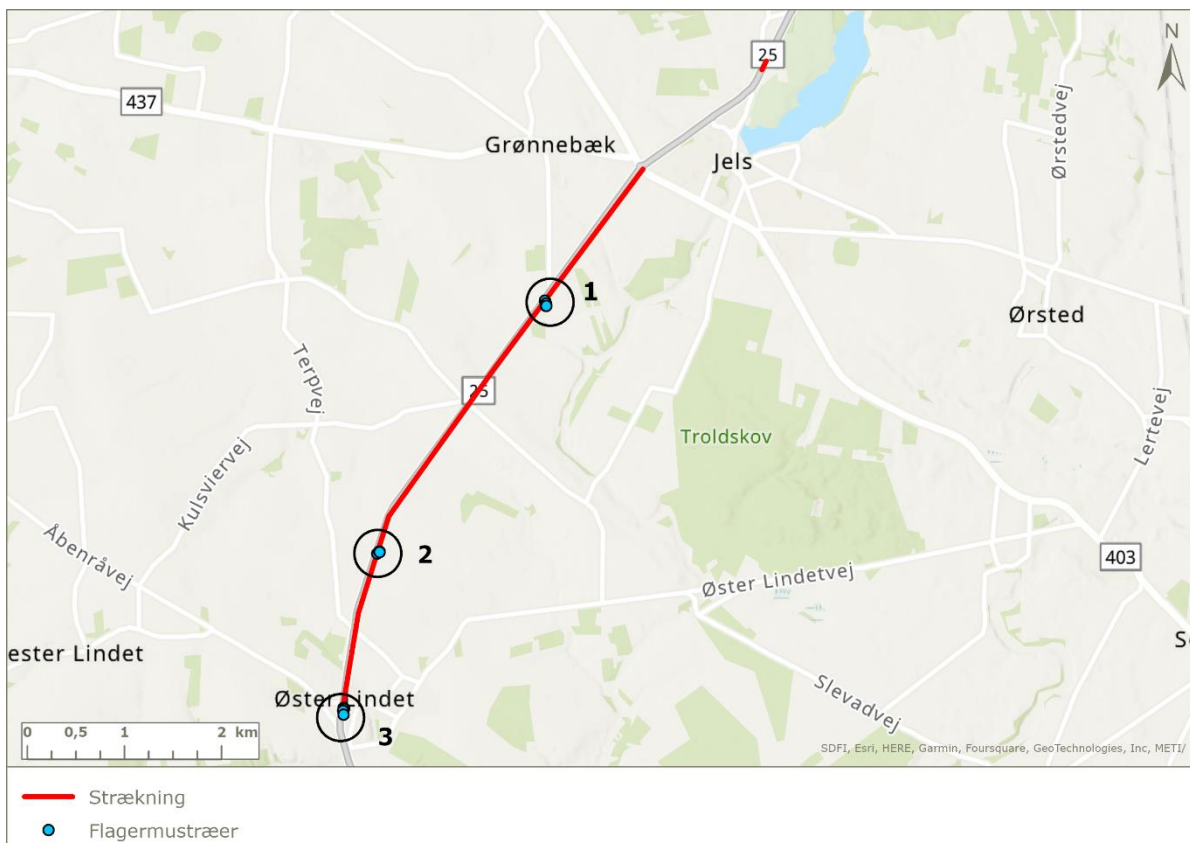 N
25
437
Grønnebæk
Jels
Ørstedvej
1
Ørsted
Terpvej
25
Troldskov
Lertevej
Kulsviervej
Åbenråvej
2
403
Øster Lindetvej
ester Lindet
Øster Lindet
Slevadvej
3
0 0,5 1 2 km
SDFI, Esri, HERE, Garmin, Foursquare, GeoTechnologies, Inc, METI/
Strækning
Flagermustræer